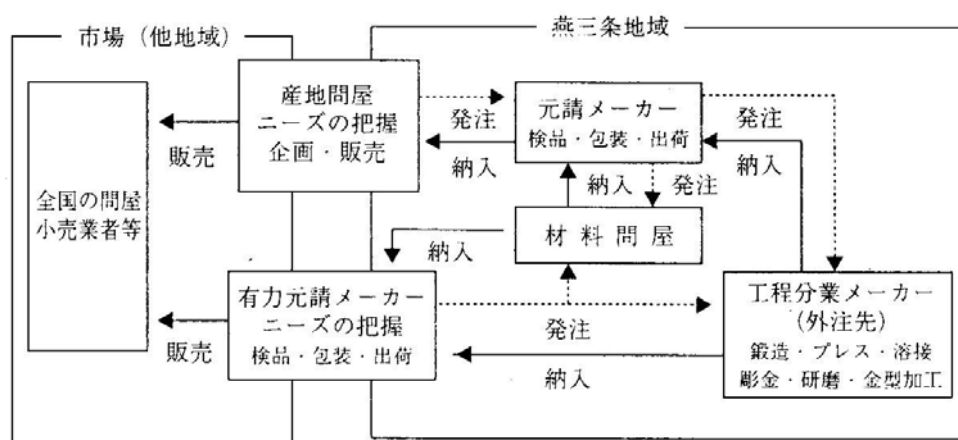 市場（他地域）
燕三条地域
産地問屋
ニーズの把握
企画・販売
発注
納入
元請メーカー
検品・包装・出荷
発注
納入
販売
全国の問屋
小売業者等
納入
発注
材料問屋
納入
有力元請メーカー
ニーズの把握
検品・包装・出荷
販売
発注
納入
工程分業メーカー
(外注先)
鍛造・プレス・溶接
彫金・研磨・金型加工